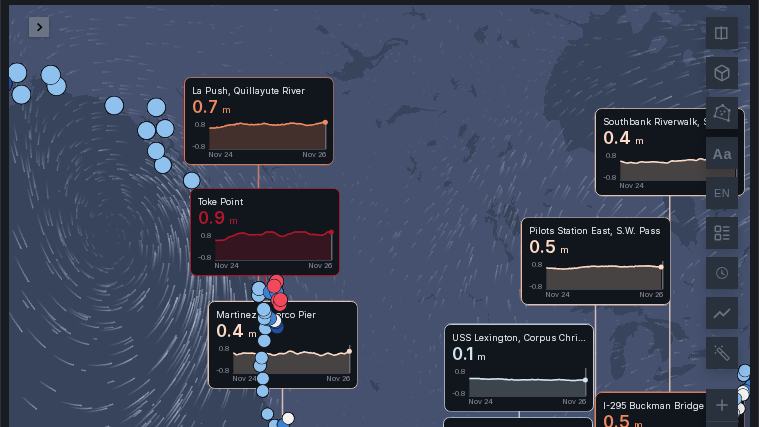 La Push, Quillayute River
0.7 m
0.8
-0.8
Nov 24 Nov 26
Toke Point
0.9 m
0.8
-0.8
Nov 24 Nov 26
Martinez Pier
0.4 m
0.8
-0.8
Nov 24 Nov 26
Southbank Riverwalk,
0.4 m
0.8
-0.8
Nov 24
Pilots Station East, S.W. Pass
0.5 m
0.8
-0.8
Nov 24 Nov 26
USS Lexington, Corpus Chri...
0.1 m
0.8
-0.8
Nov 24 Nov 26
I-295 Buckman Bridge
0.5 m
Aa
EN